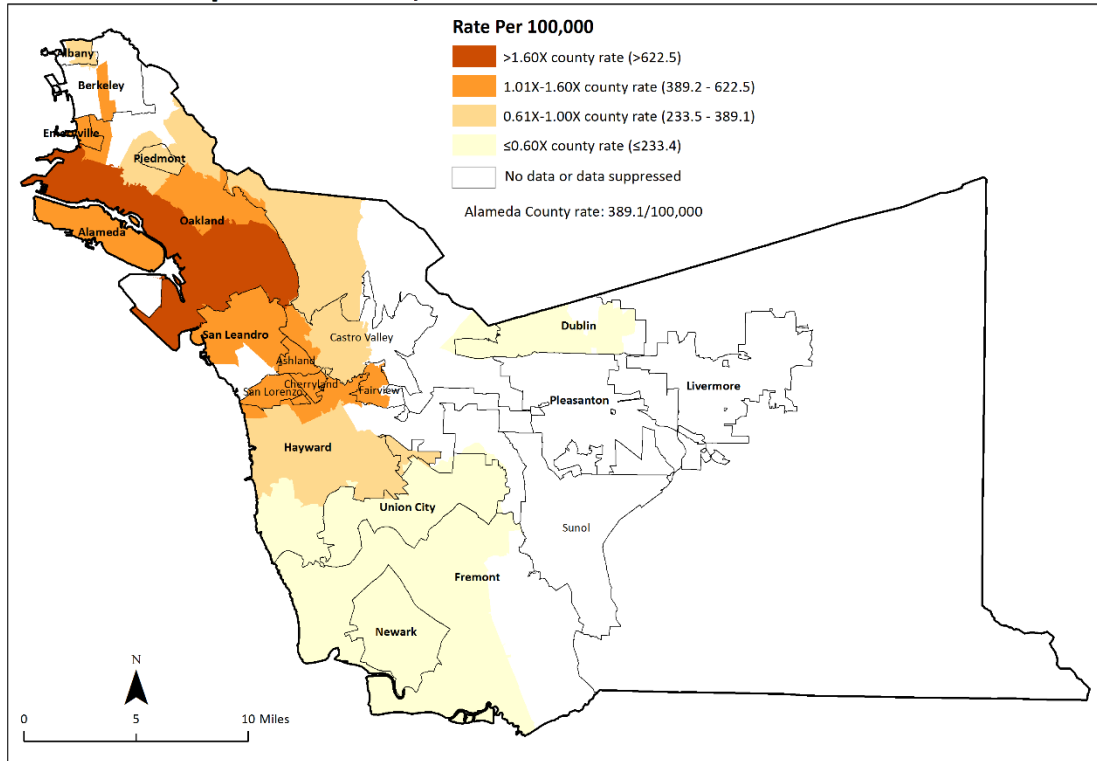 Rate Per 100,000
>1.60X county rate (>622.5)
1.01X-1.60X county rate (389.2 - 622.5)
0.61X-1.00X county rate (233.5 - 389.1)
≤0.60X county rate (≤233.4)
No data or data suppressed
Alameda County rate: 389.1/100,000
Albany
Berkeley
Emeryville
Piedmont
Oakland
Alameda
San Leandro
Castro Valley
Ashland
Cherryland
San Lorenzo
Fairview
Dublin
Livermore
Pleasanton
Hayward
Union City
Sunol
Fremont
Newark
N
0 5 10 Miles